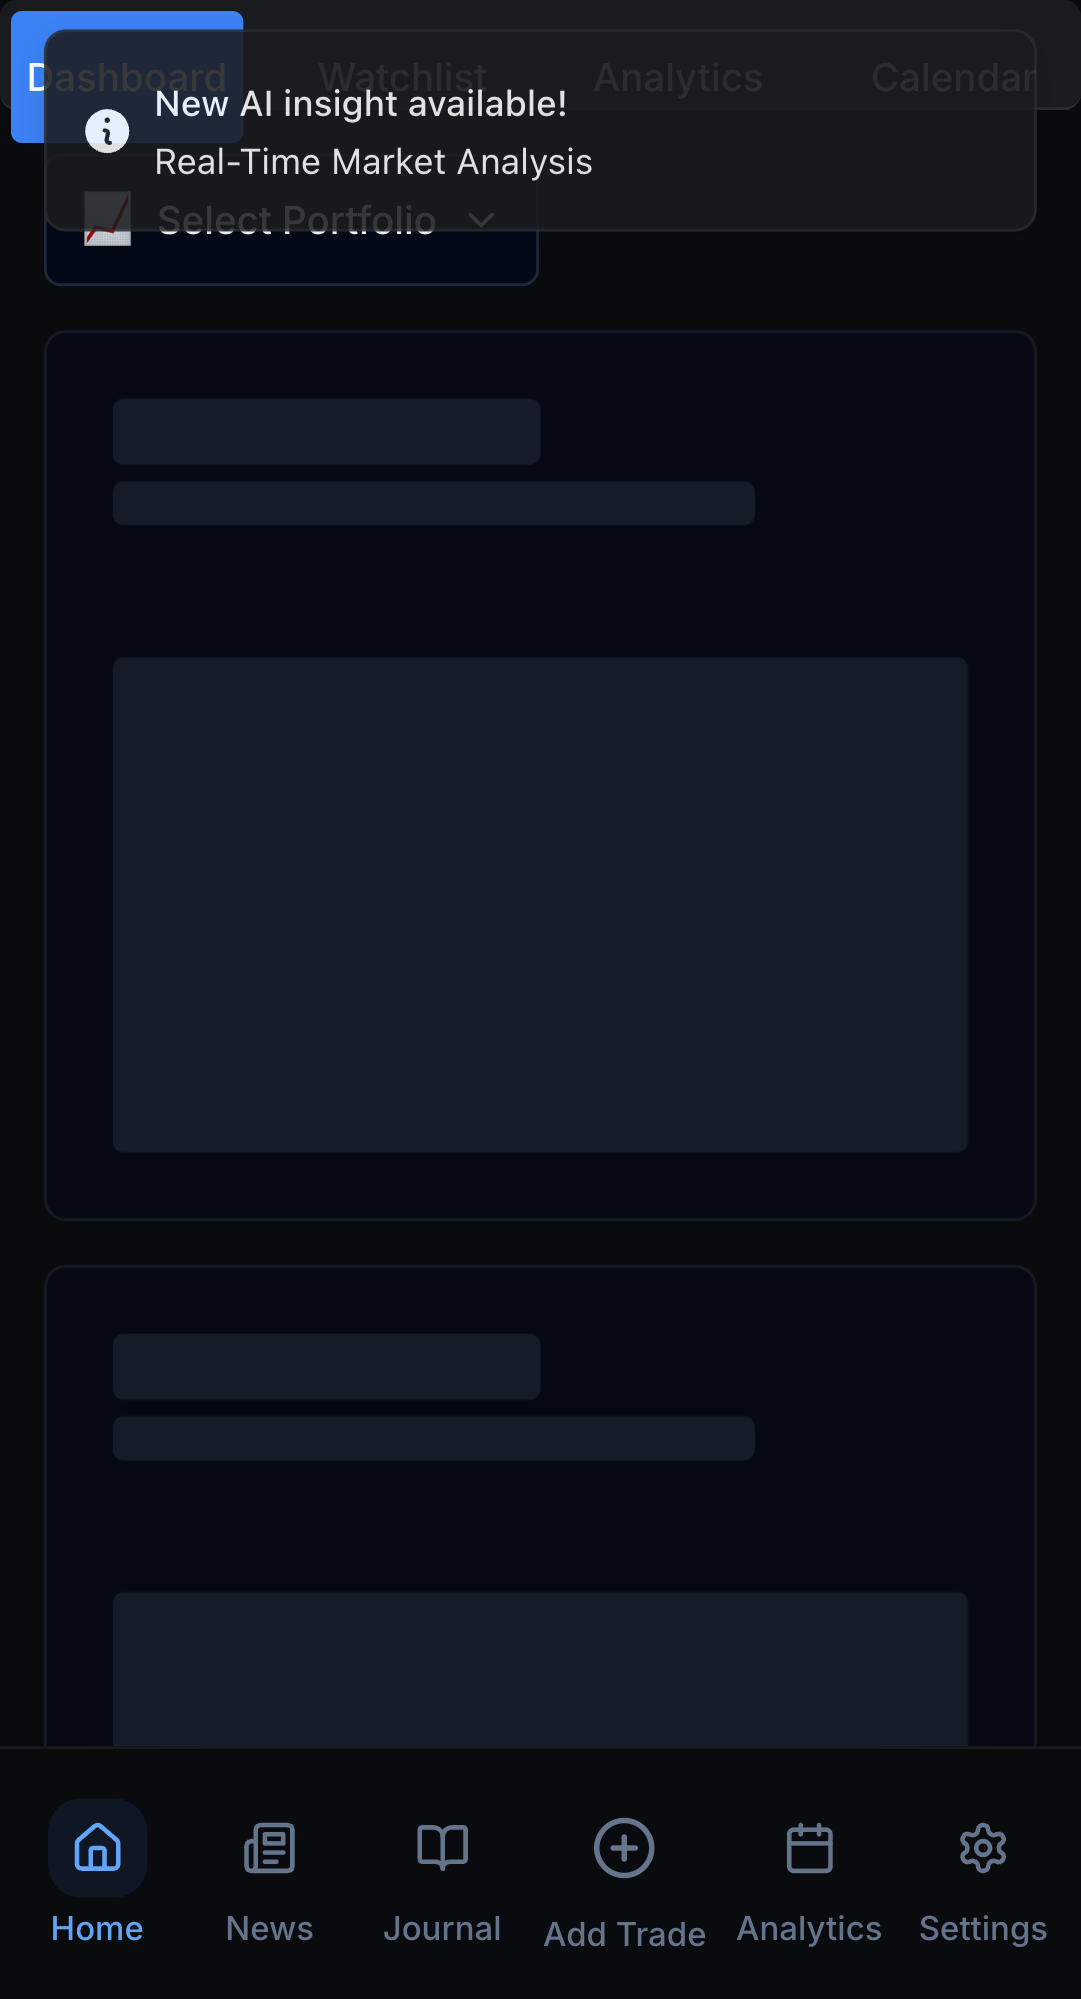 Dashboard Watchlist Analytics Calendar
New AI insight available!
Real-Time Market Analysis
Select Portfolio
Home News Journal Add Trade Analytics Settings